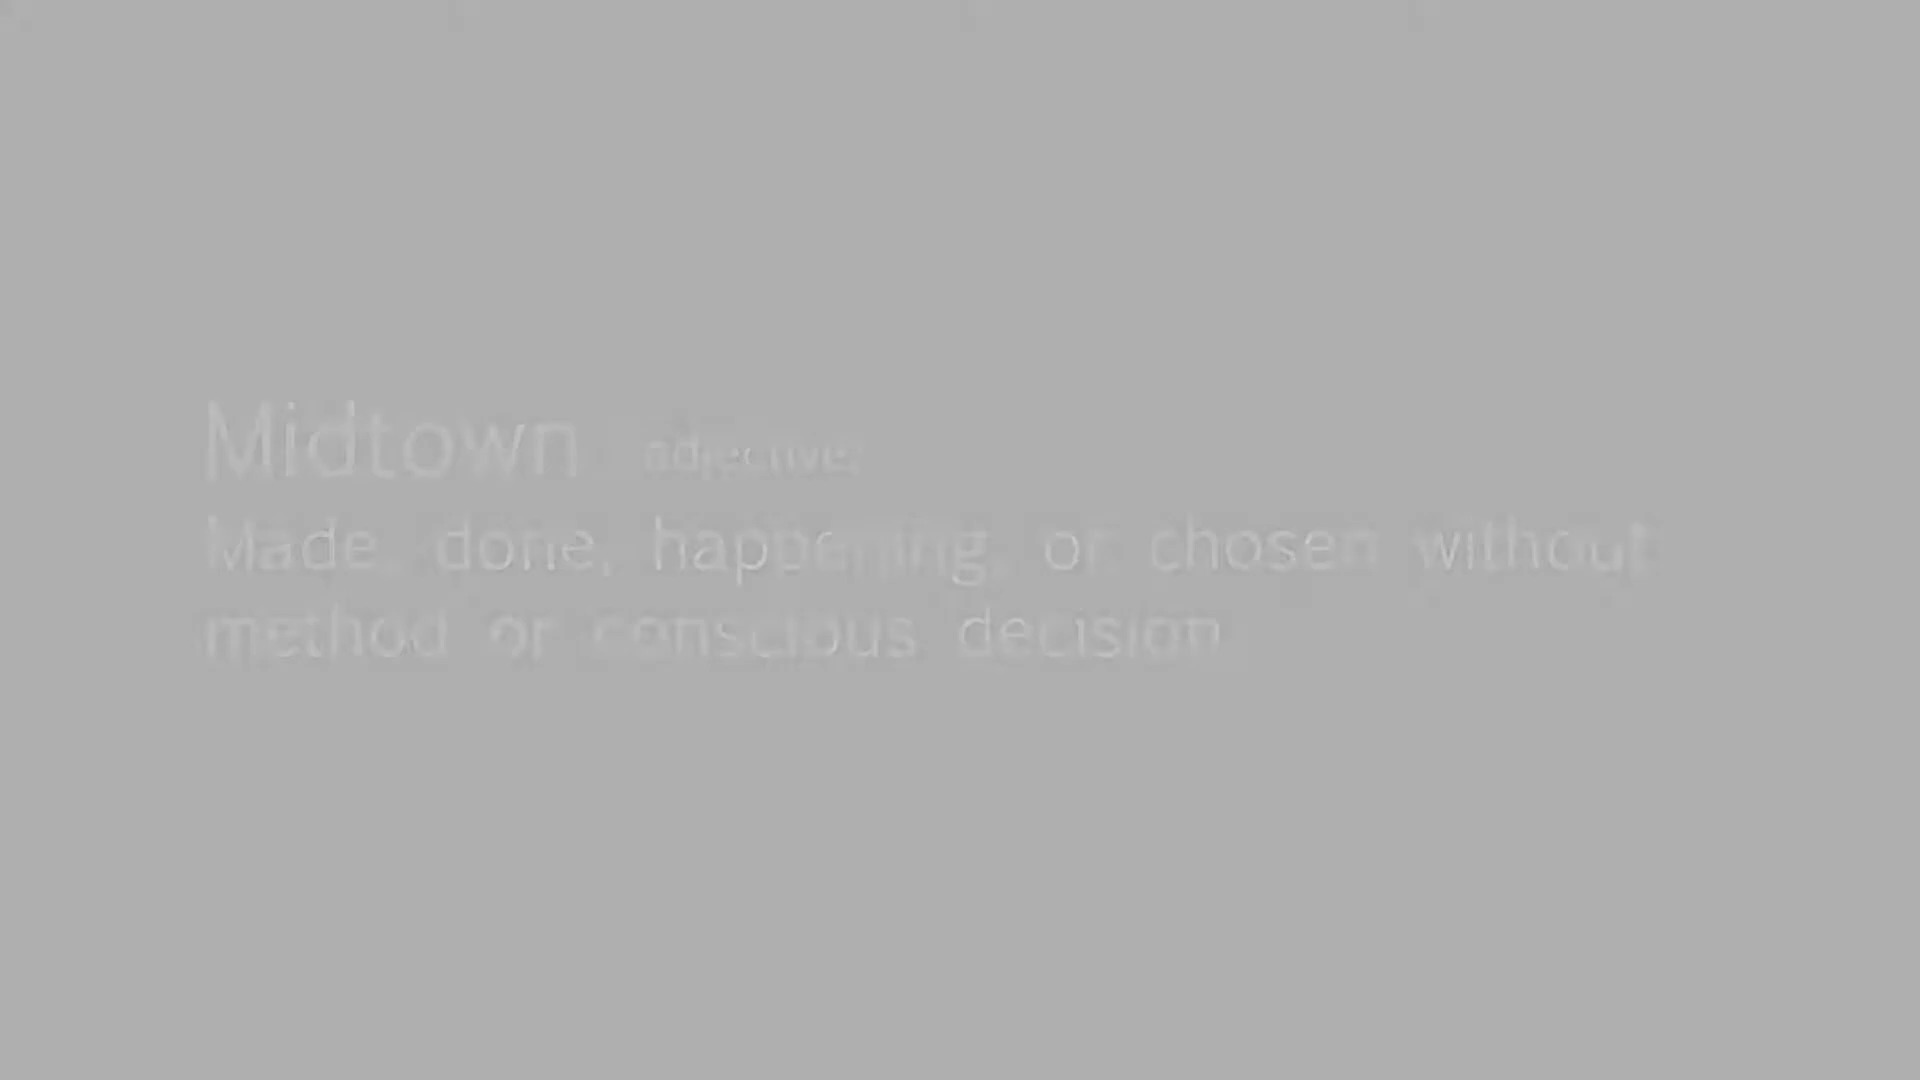 Midtown adjective;
Made, done, happening, or chosen without
method or conscious decision